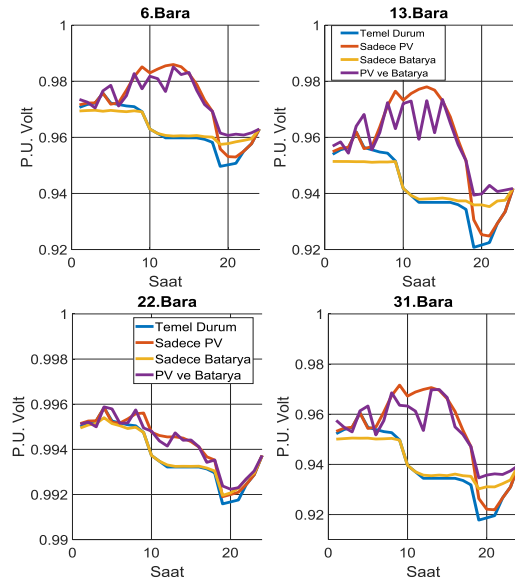 6.Bara
1
0.98
0.96
0.94
0.92
P.U. Volt
0
10
20
Saat
13.Bara
Temel Durum
Sadece PV
Sadece Batarya
PV ve Batarya
1
0.98
0.96
0.94
0.92
P.U. Volt
0
10
20
Saat
22.Bara
Temel Durum
Sadece PV
Sadece Batarya
PV ve Batarya
1
0.998
0.996
0.994
0.992
0.99
P.U. Volt
0
10
20
Saat
31.Bara
1
0.98
0.96
0.94
0.92
P.U. Volt
0
10
20
Saat